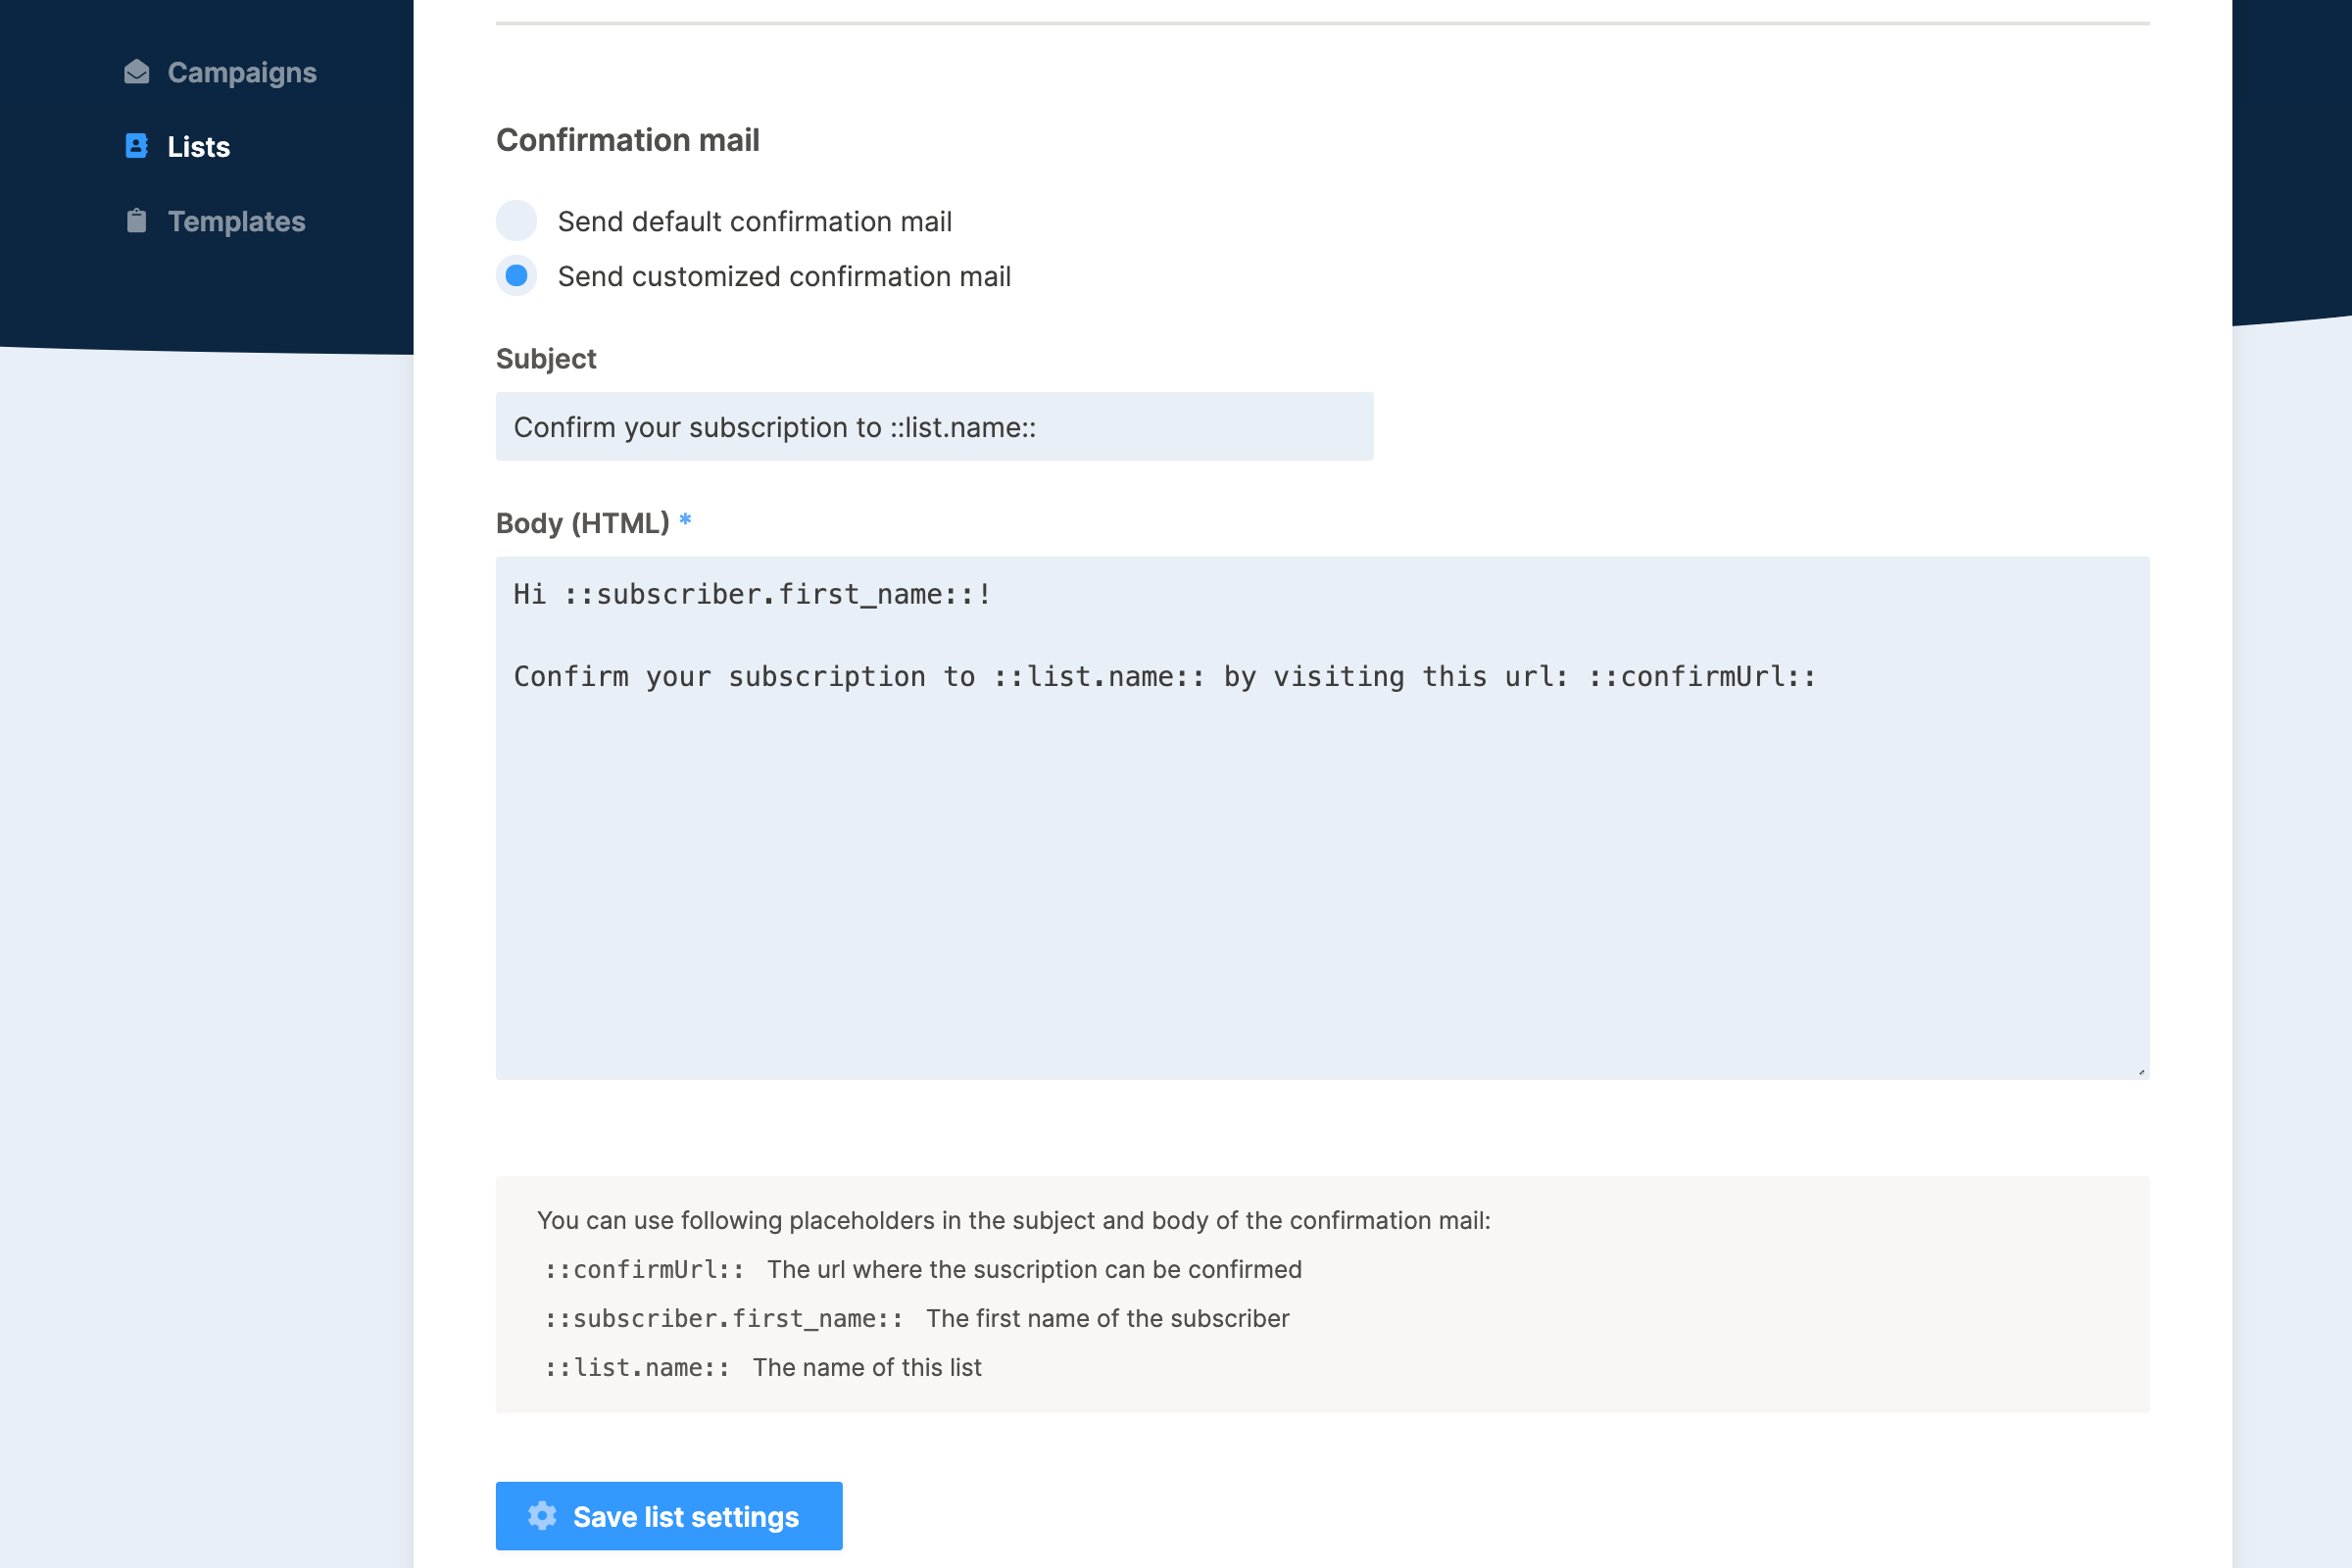 Campaigns
Lists
Templates
Confirmation mail
Send default confirmation mail
Send customized confirmation mail
Subject
Confirm your subscription to ::list.name::
Body (HTML) *
Hi ::subscriber.first_name::!
Confirm your subscription to ::list.name:: by visiting this url: ::confirmUrl::
You can use following placeholders in the subject and body of the confirmation mail:
::confirmUrl:: The url where the suscription can be confirmed
::subscriber.first_name:: The first name of the subscriber
::list.name:: The name of this list
Save list settings